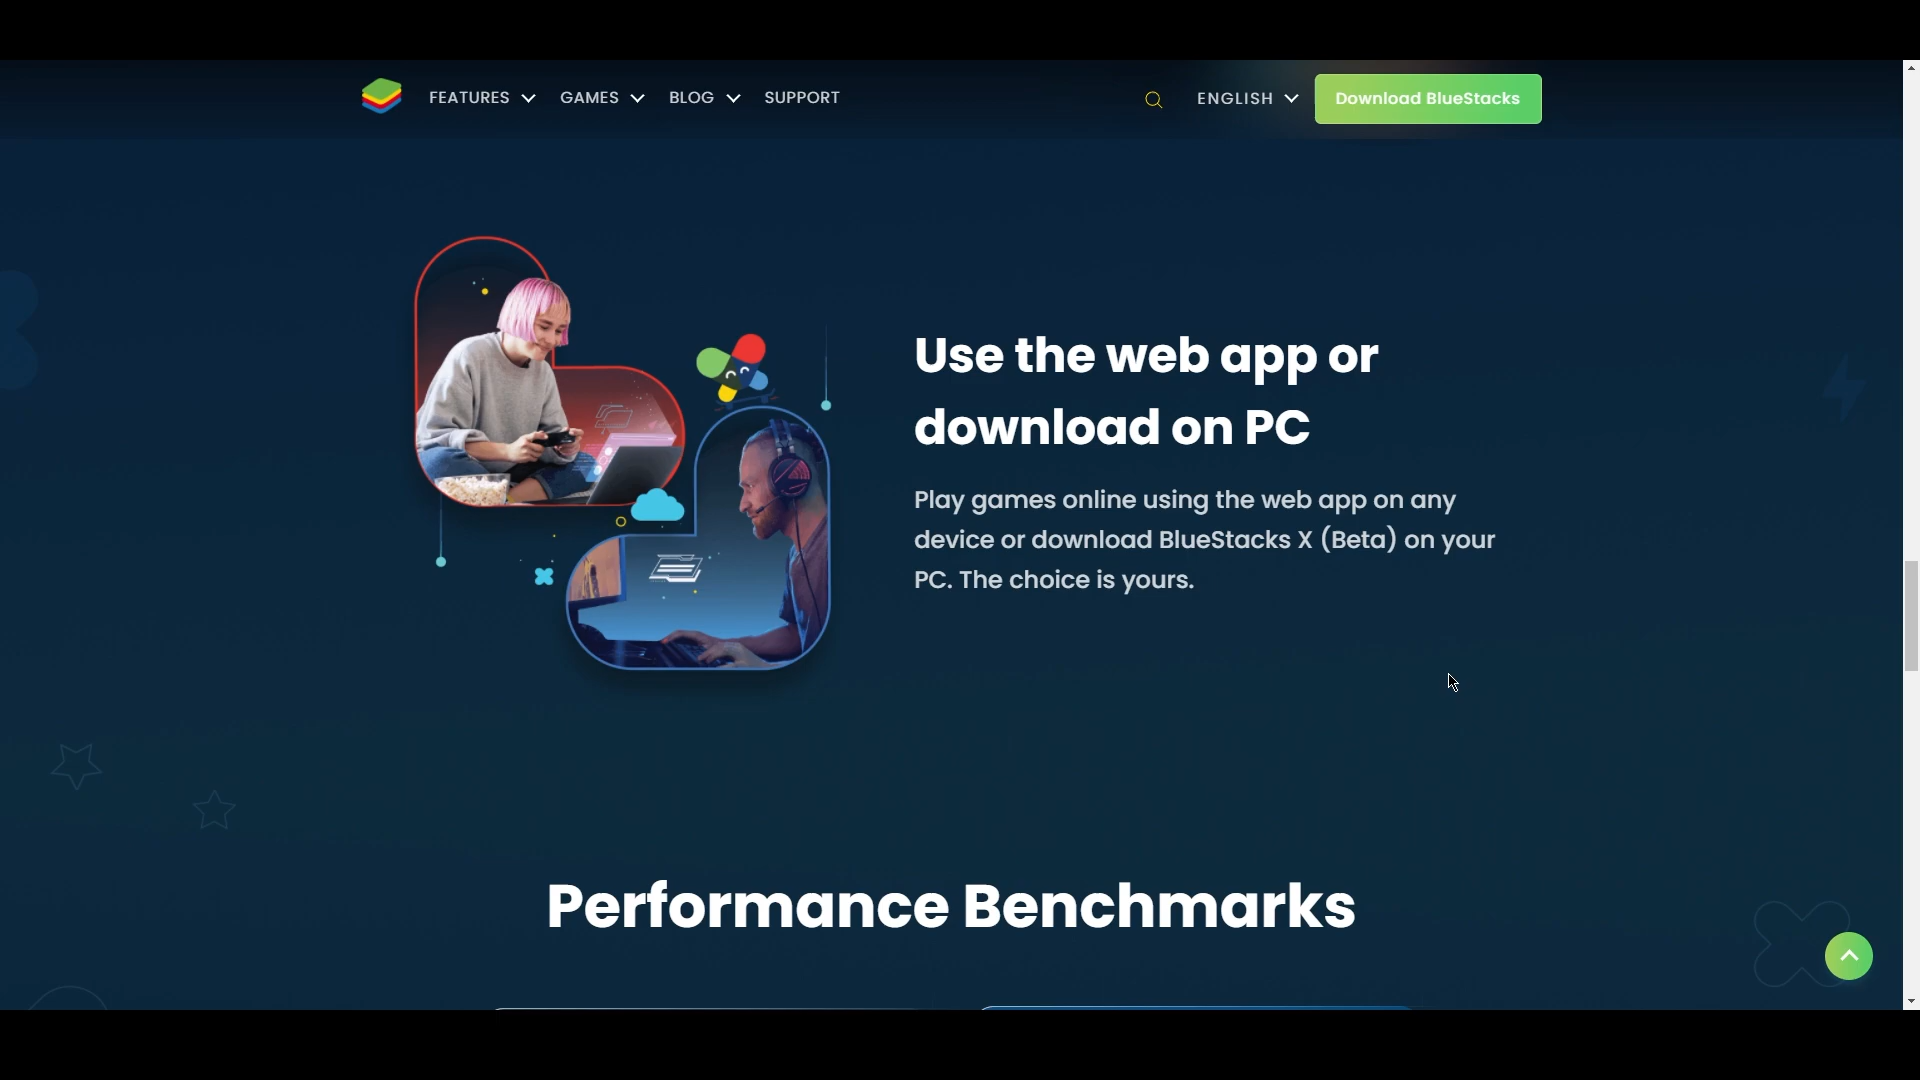 FEATURES GAMES BLOG SUPPORT ENGLISH Download BlueStacks
Use the web app or
download on PC
Play games online using the web app on any
device or download BlueStacks X (Beta) on your
PC. The choice is yours.
Performance Benchmarks